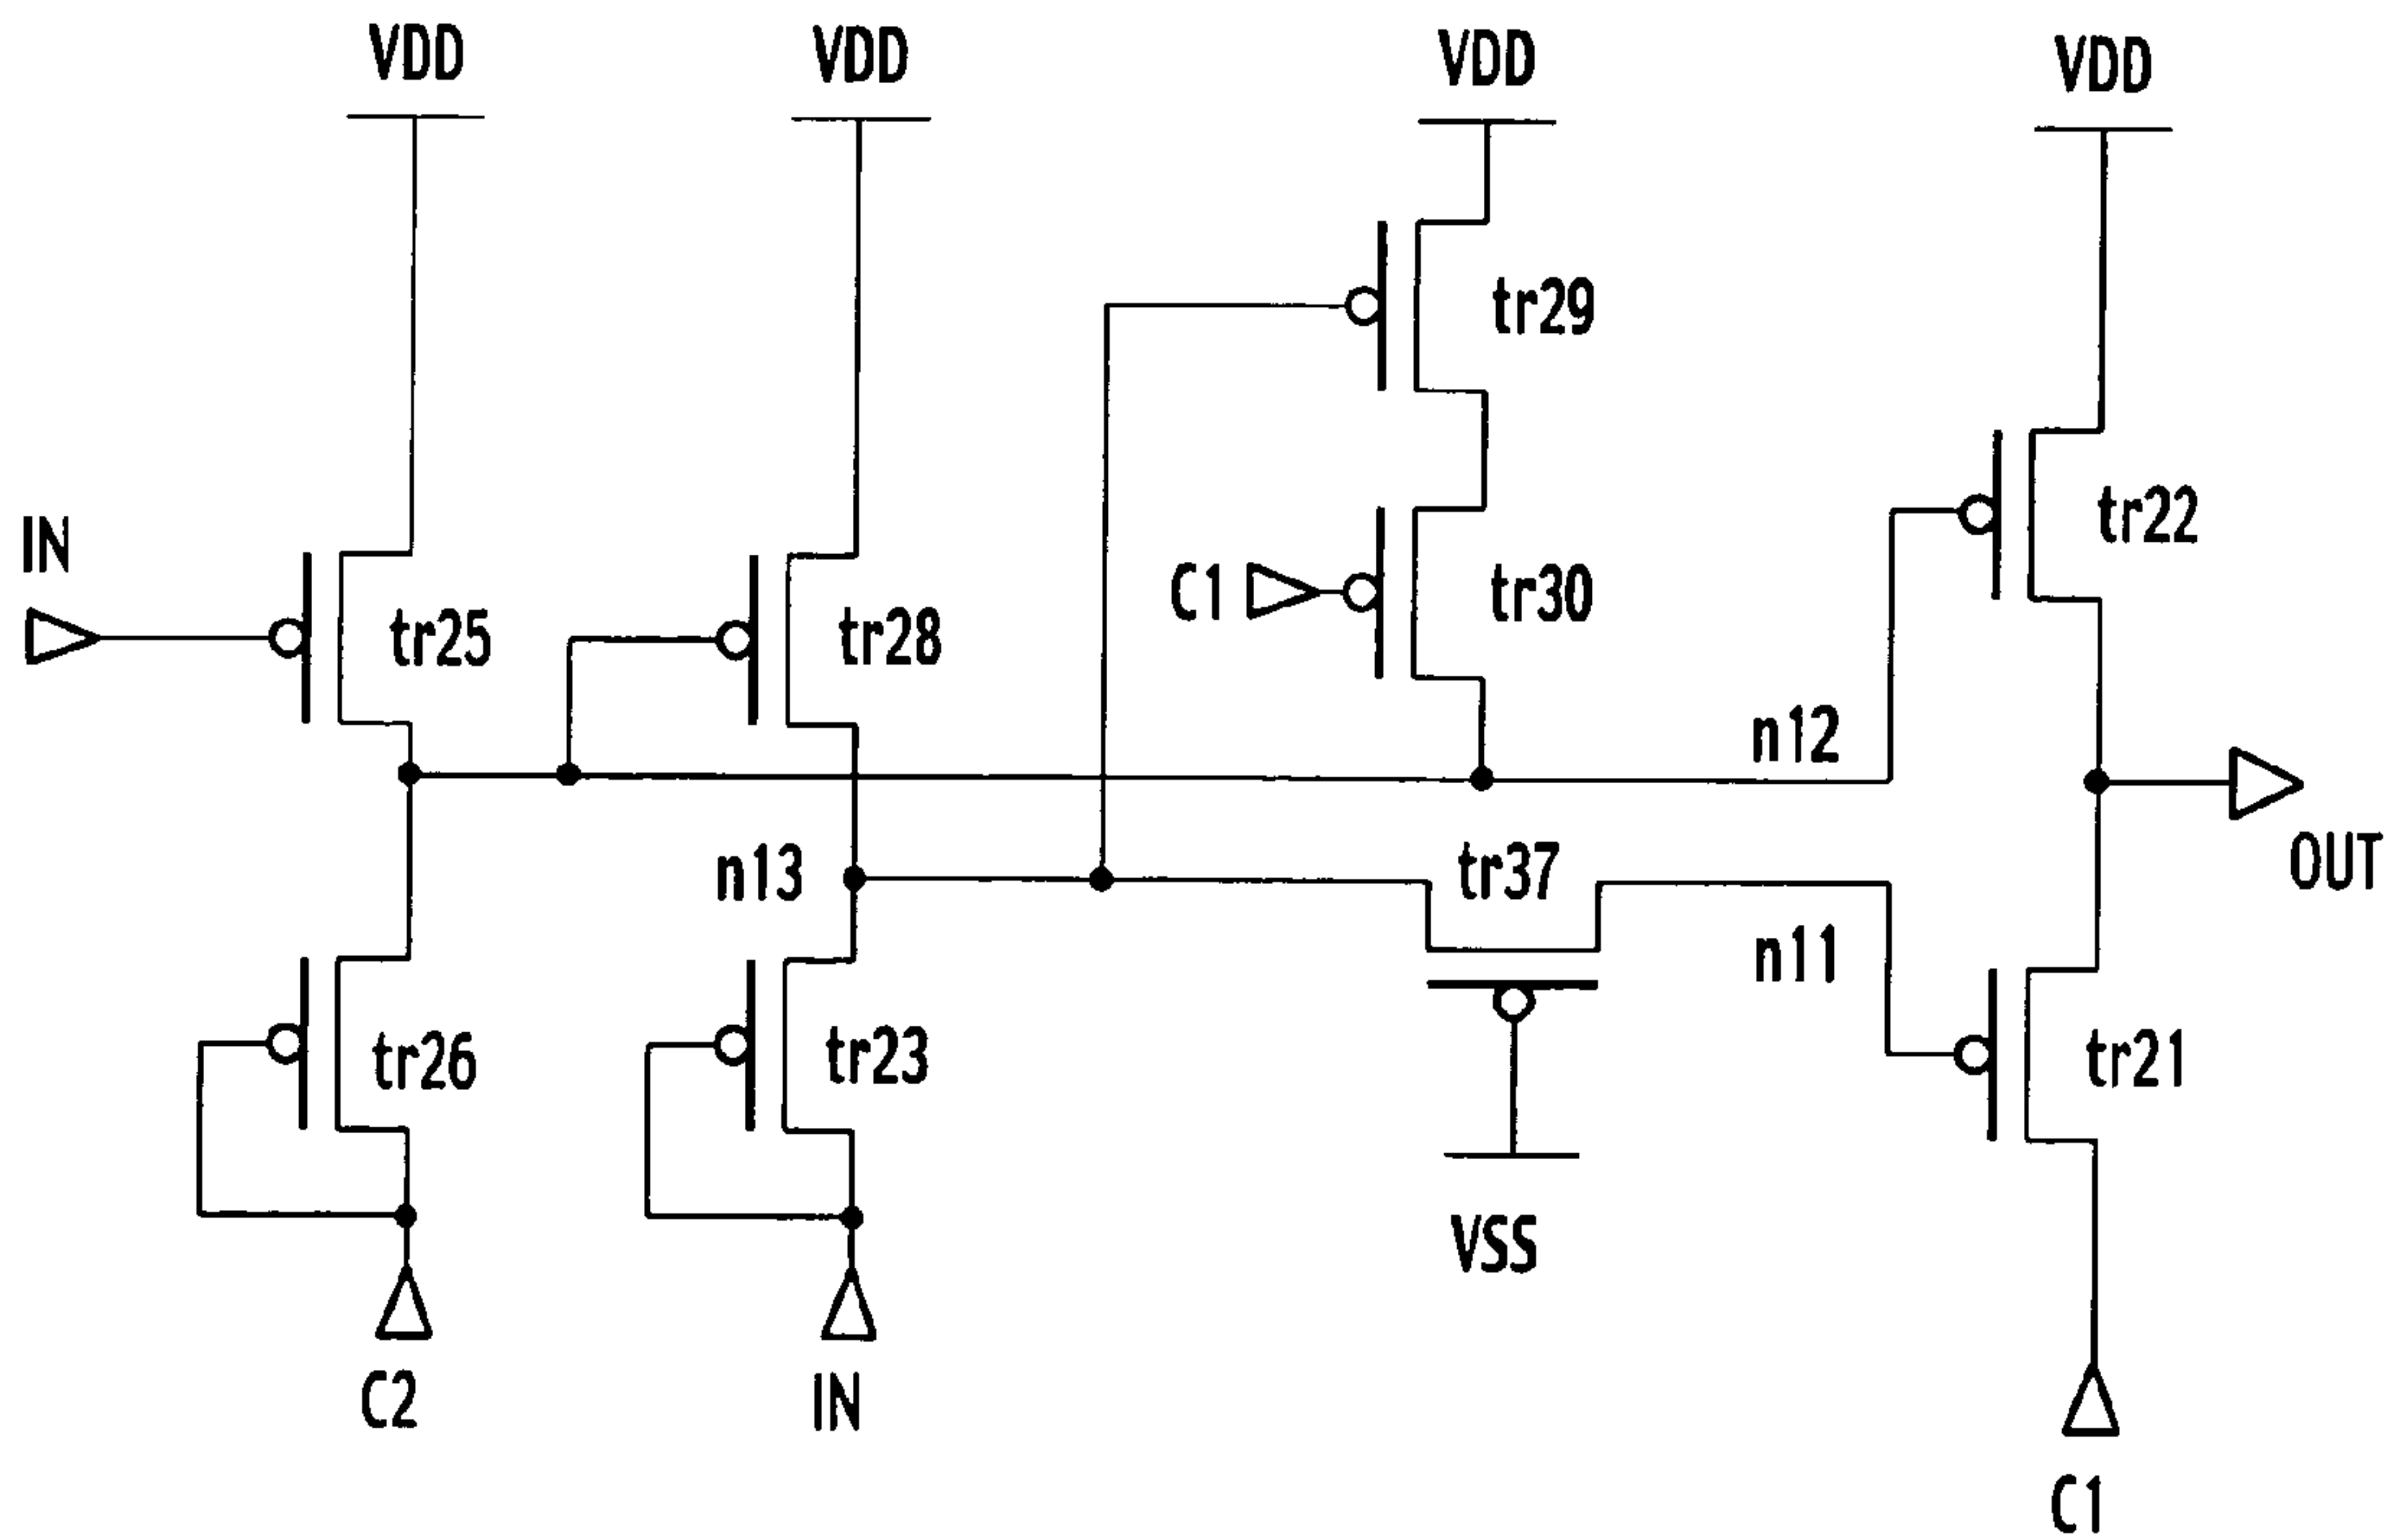 VDD
VDD
VDD
VDD
tr29
IN
tr22
C1
tr30
tr25
tr28
n12
n13
tr37
OUT
n11
tr26
tr23
tr21
VSS
C2
IN
C1